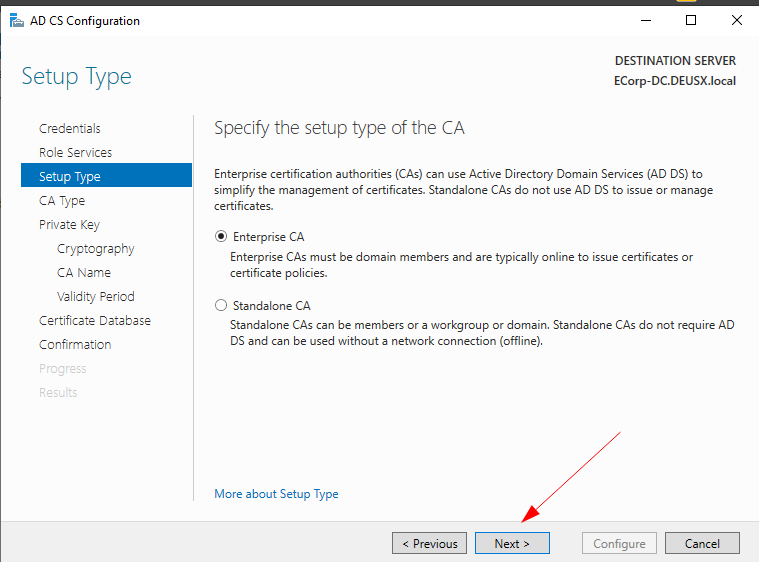 AD CS Configuration
Setup Type
DESTINATION SERVER
ECorp-DC.DEUSX.local
Credentials
Role Services
Setup Type
CA Type
Private Key
Cryptography
CA Name
Validity Period
Certificate Database
Confirmation
Progress
Results
Specify the setup type of the CA
Enterprise certification authorities (CAs) can use Active Directory Domain Services (AD DS) to
simplify the management of certificates. Standalone CAs do not use AD DS to issue or manage
certificates.
Enterprise CA
Enterprise CAs must be domain members and are typically online to issue certificates or
certificate policies.
Standalone CA
Standalone CAs can be members or a workgroup or domain. Standalone CAs do not require AD
DS and can be used without a network connection (offline).
More about Setup Type
< Previous
Next >
Configure
Cancel